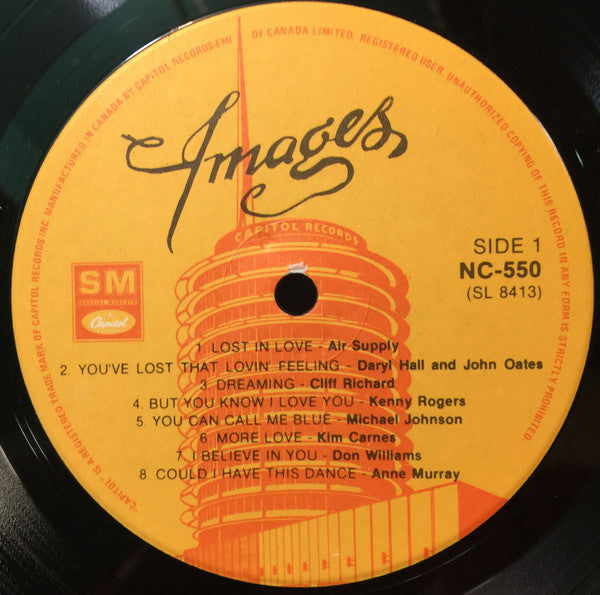 "CAPITOL" IS A REGISTERED TRADE MARK OF CAPITOL RECORDS INC. MANUFACTURED IN CANADA BY CAPITOL RECORDS-EMI OF CANADA LIMITED, REGISTERED USER. UNAUTHORIZED COPYING OF THIS RECORD IN ANY FORM IS STRICTLY PROHIBITED
Images
CAPITOL RECORDS
SIDE 1
NC-550
(SL 8413)
SM
SPECIAL MARKETS
Capitol
1. LOST IN LOVE - Air Supply
2. YOU'VE LOST THAT LOVIN' FEELING - Daryl Hall and John Oates
3. DREAMING - Cliff Richard
4. BUT YOU KNOW I LOVE YOU - Kenny Rogers
5. YOU CAN CALL ME BLUE - Michael Johnson
6. MORE LOVE - Kim Carnes
7. I BELIEVE IN YOU - Don Williams
8. COULD I HAVE THIS DANCE - Anne Murray